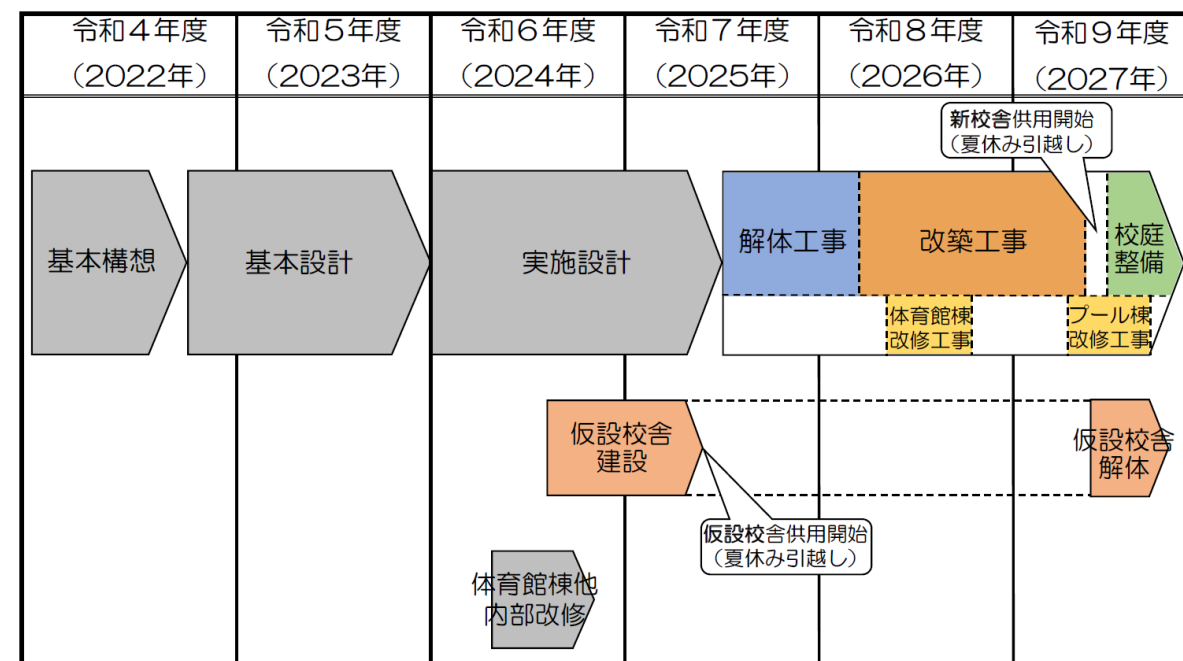 令和４年度
（2022年）
令和５年度
（2023年）
令和６年度
（2024年）
令和７年度
（2025年）
令和８年度
（2026年）
令和９年度
（2027年）
新校舎供用開始
（夏休み引越し）
基本構想
基本設計
実施設計
解体工事
改築工事
校庭
整備
体育館棟
改修工事
プール棟
改修工事
仮設校舎
建設
仮設校舎
解体
仮設校舎供用開始
（夏休み引越し）
体育館棟他
内部改修